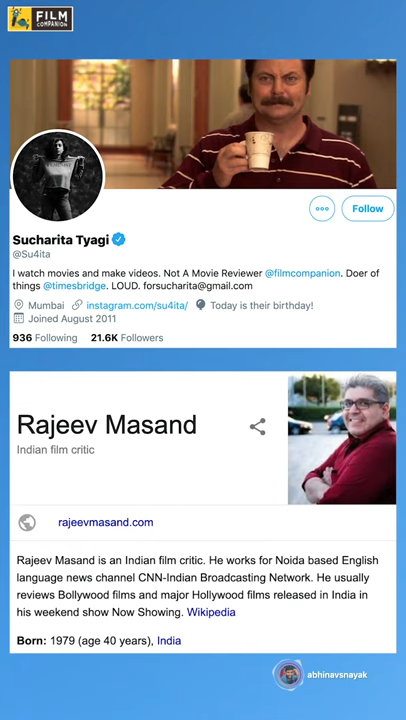 FILM
COMPANION
Follow
Sucharita Tyagi
@Su4ita
I watch movies and make videos. Not A Movie Reviewer @filmcompanion. Doer of
things @timesbridge. LOUD. forsucharita@gmail.com
Mumbai instagram.com/su4ita/ Today is their birthday!
Joined August 2011
936 Following 21.6K Followers
Rajeev Masand
Indian film critic
rajeevmasand.com
Rajeev Masand is an Indian film critic. He works for Noida based English
language news channel CNN-Indian Broadcasting Network. He usually
reviews Bollywood films and major Hollywood films released in India in
his weekend show Now Showing. Wikipedia
Born: 1979 (age 40 years), India
abhinavsnayak